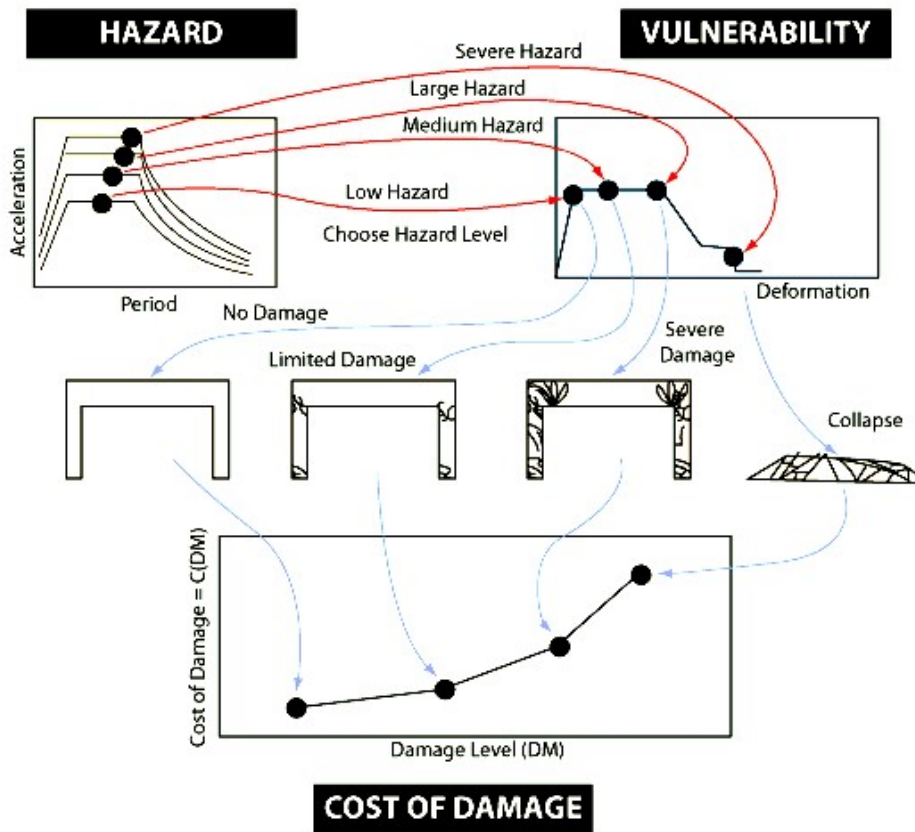 HAZARD
VULNERABILITY
Severe Hazard
Large Hazard
Medium Hazard
Low Hazard
Choose Hazard Level
Acceleration
Period
Deformation
No Damage
Limited Damage
Severe
Damage
Collapse
Cost of Damage = C(DM)
Damage Level (DM)
COST OF DAMAGE